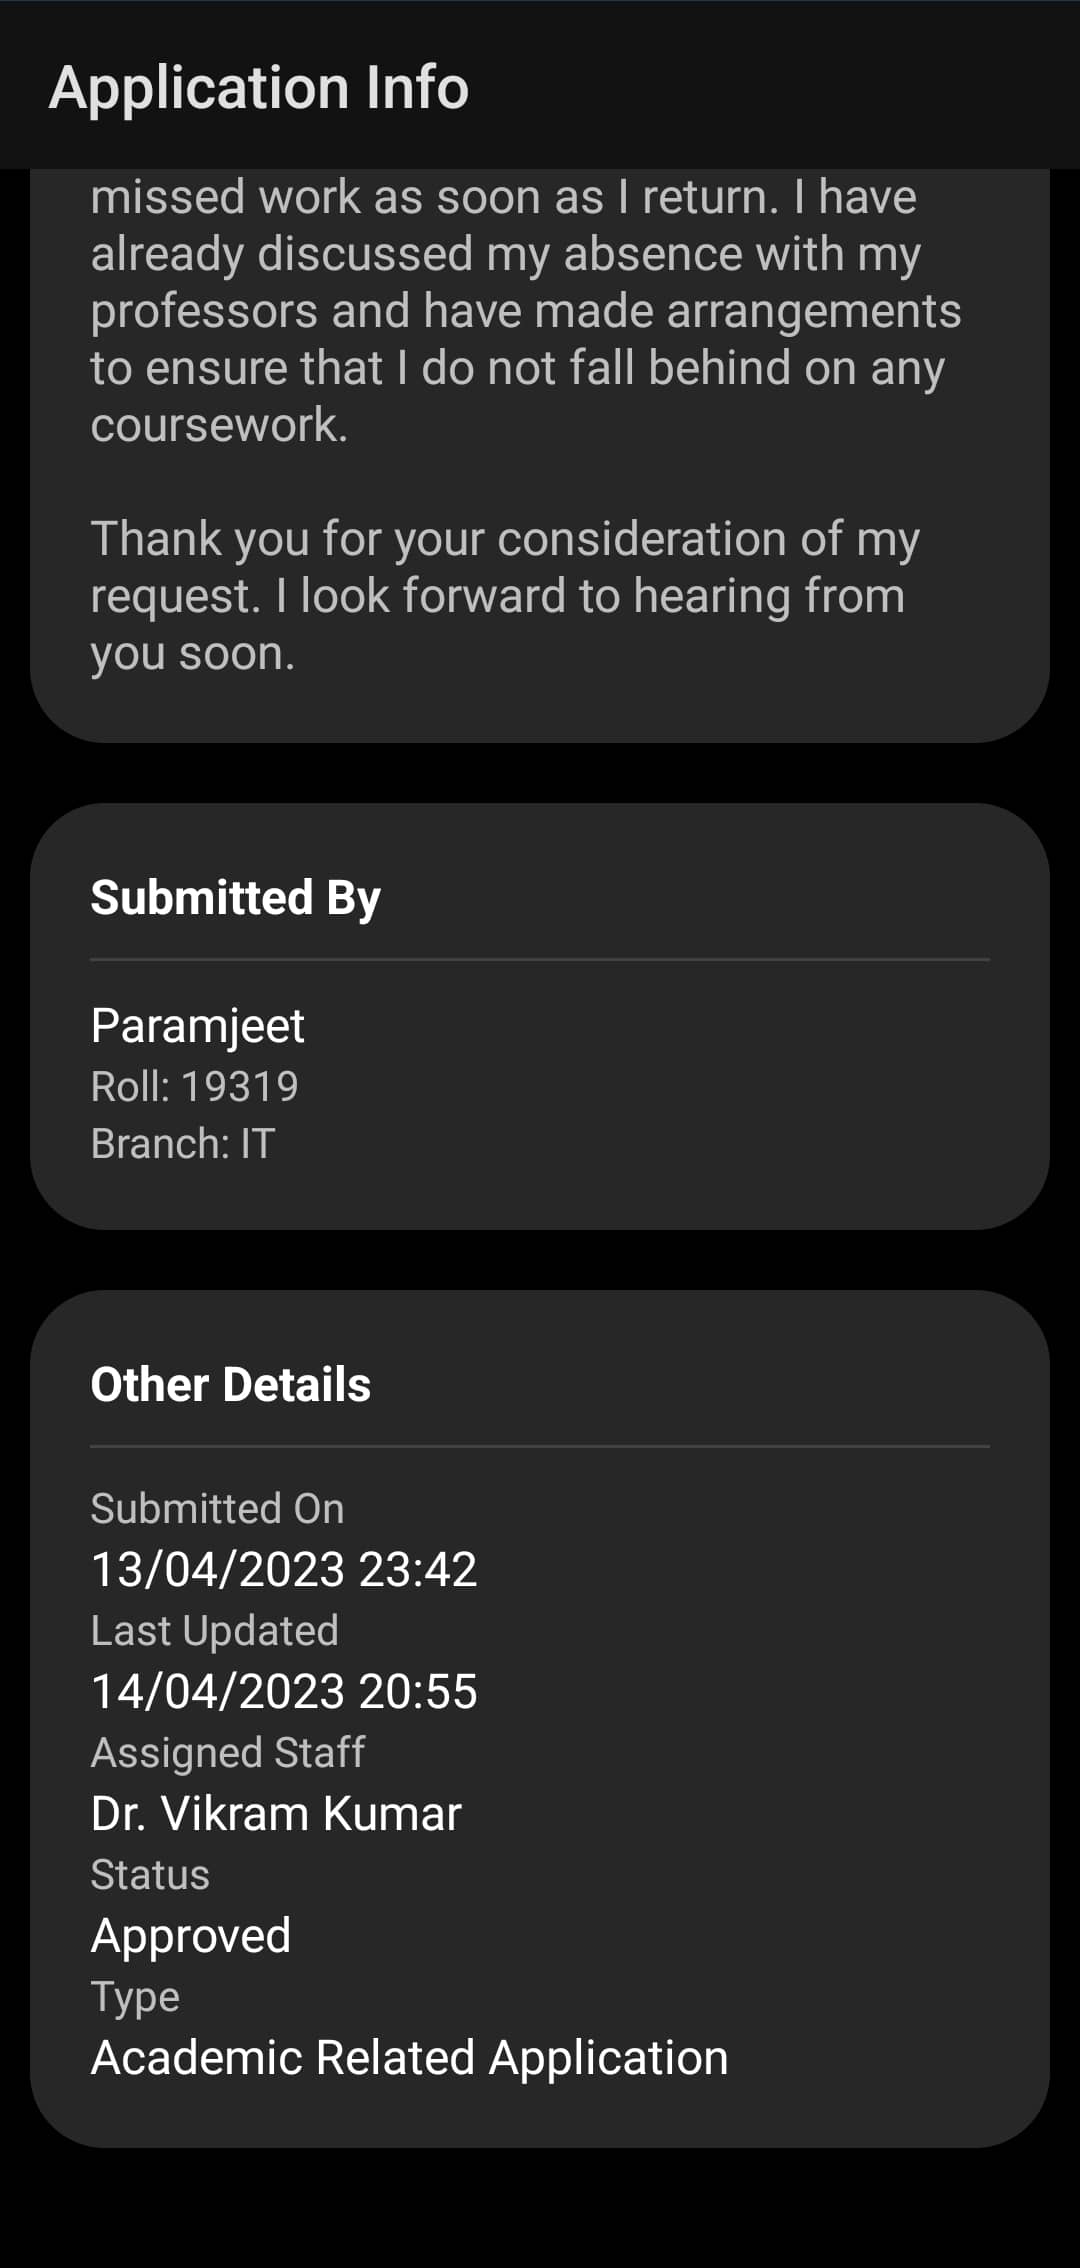 Application Info
missed work as soon as I return. I have
already discussed my absence with my
professors and have made arrangements
to ensure that I do not fall behind on any
coursework.
Thank you for your consideration of my
request. I look forward to hearing from
you soon.
Submitted By
Paramjeet
Roll: 19319
Branch: IT
Other Details
Submitted On
13/04/2023 23:42
Last Updated
14/04/2023 20:55
Assigned Staff
Dr. Vikram Kumar
Status
Approved
Type
Academic Related Application